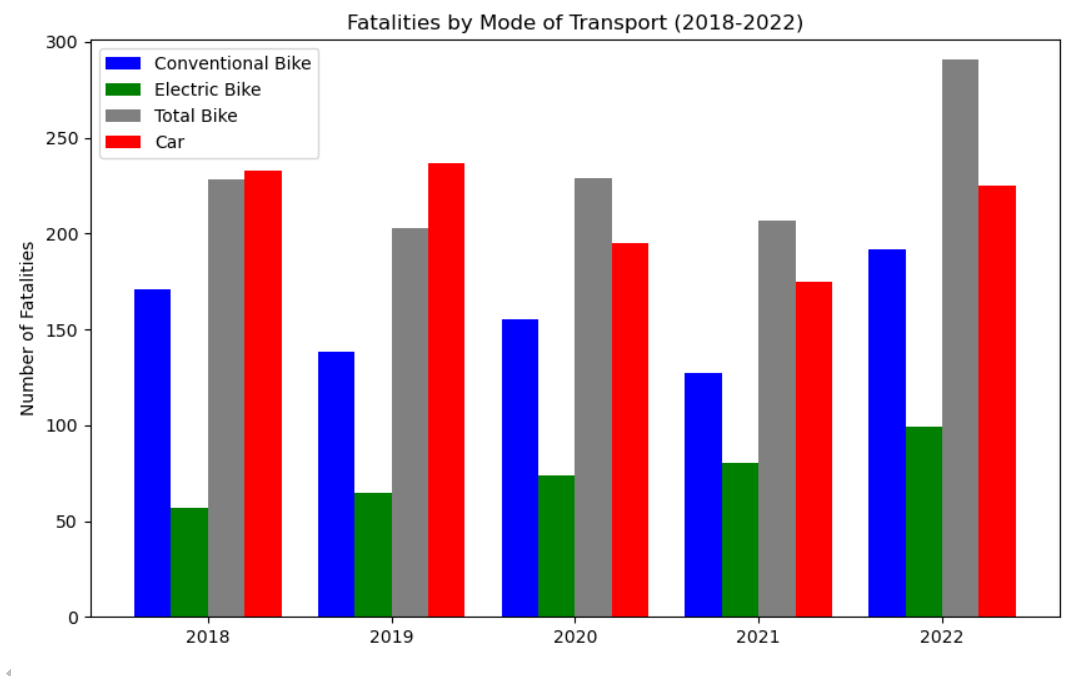 Fatalities by Mode of Transport (2018-2022)
300
250
200
150
100
50
0
Number of Fatalities
Conventional Bike
Electric Bike
Total Bike
Car
2018
2019
2020
2021
2022